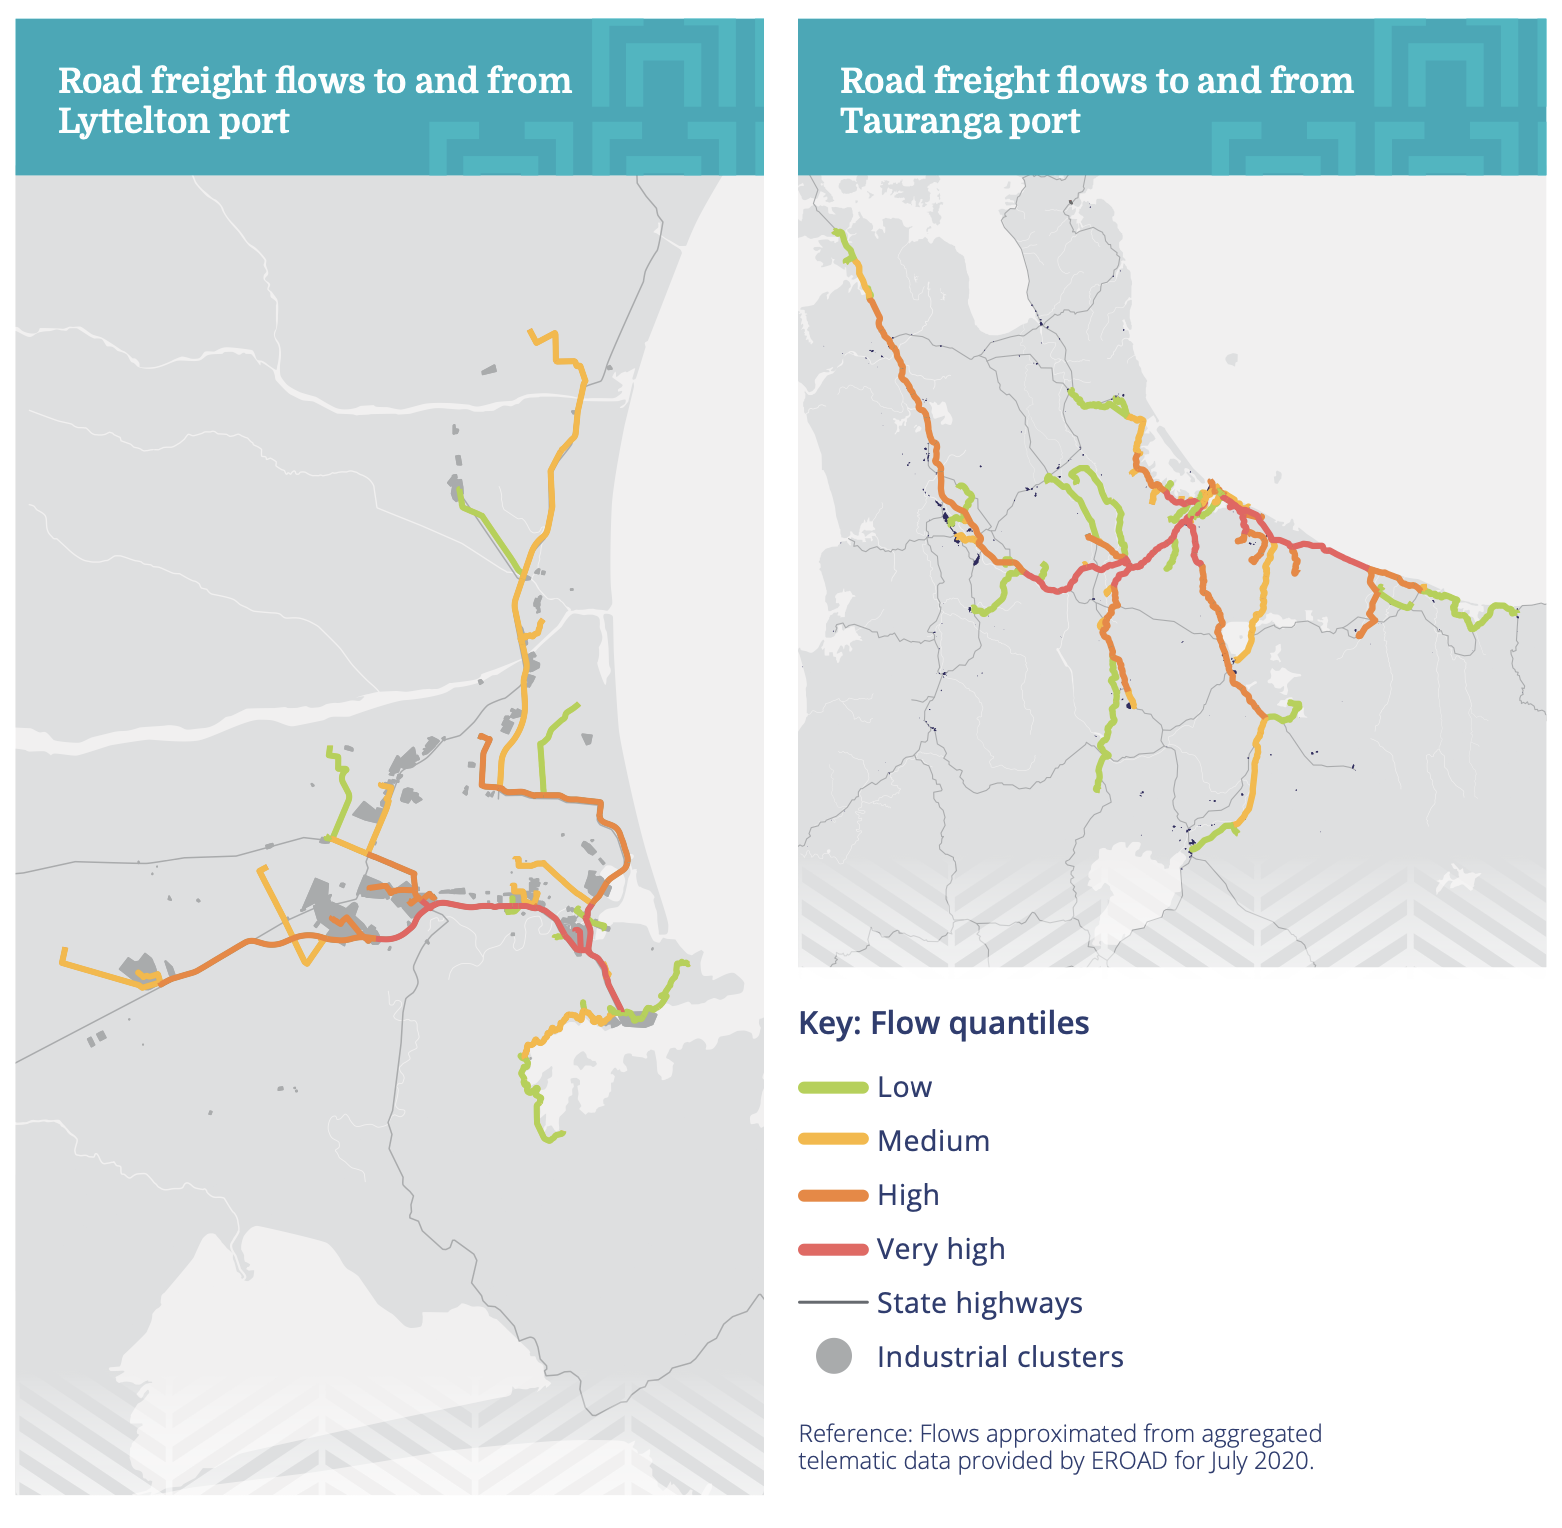 Road freight flows to and from
Lyttelton port
Road freight flows to and from
Tauranga port
Key: Flow quantiles
Low
Medium
High
Very high
State highways
Industrial clusters
Reference: Flows approximated from aggregated
telematic data provided by EROAD for July 2020.